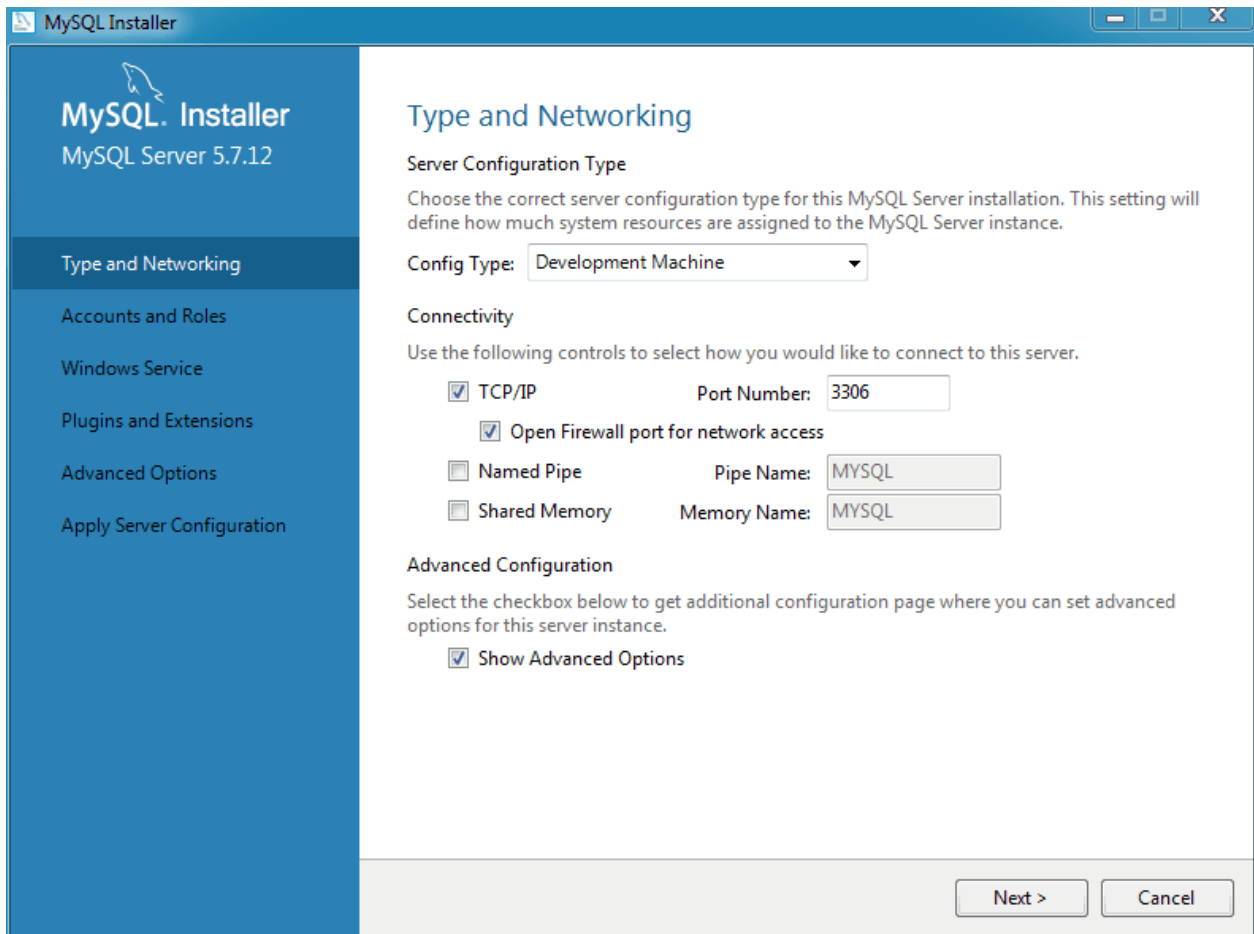 MySQL Installer
MySQL. Installer
MySQL Server 5.7.12
Type and Networking
Accounts and Roles
Windows Service
Plugins and Extensions
Advanced Options
Apply Server Configuration
Type and Networking
Server Configuration Type
Choose the correct server configuration type for this MySQL Server installation. This setting will
define how much system resources are assigned to the MySQL Server instance.
Config Type: Development Machine
Connectivity
Use the following controls to select how you would like to connect to this server.
TCP/IP Port Number: 3306
Open Firewall port for network access
Named Pipe Pipe Name: MYSQL
Shared Memory Memory Name: MYSQL
Advanced Configuration
Select the checkbox below to get additional configuration page where you can set advanced
options for this server instance.
Show Advanced Options
Next > Cancel